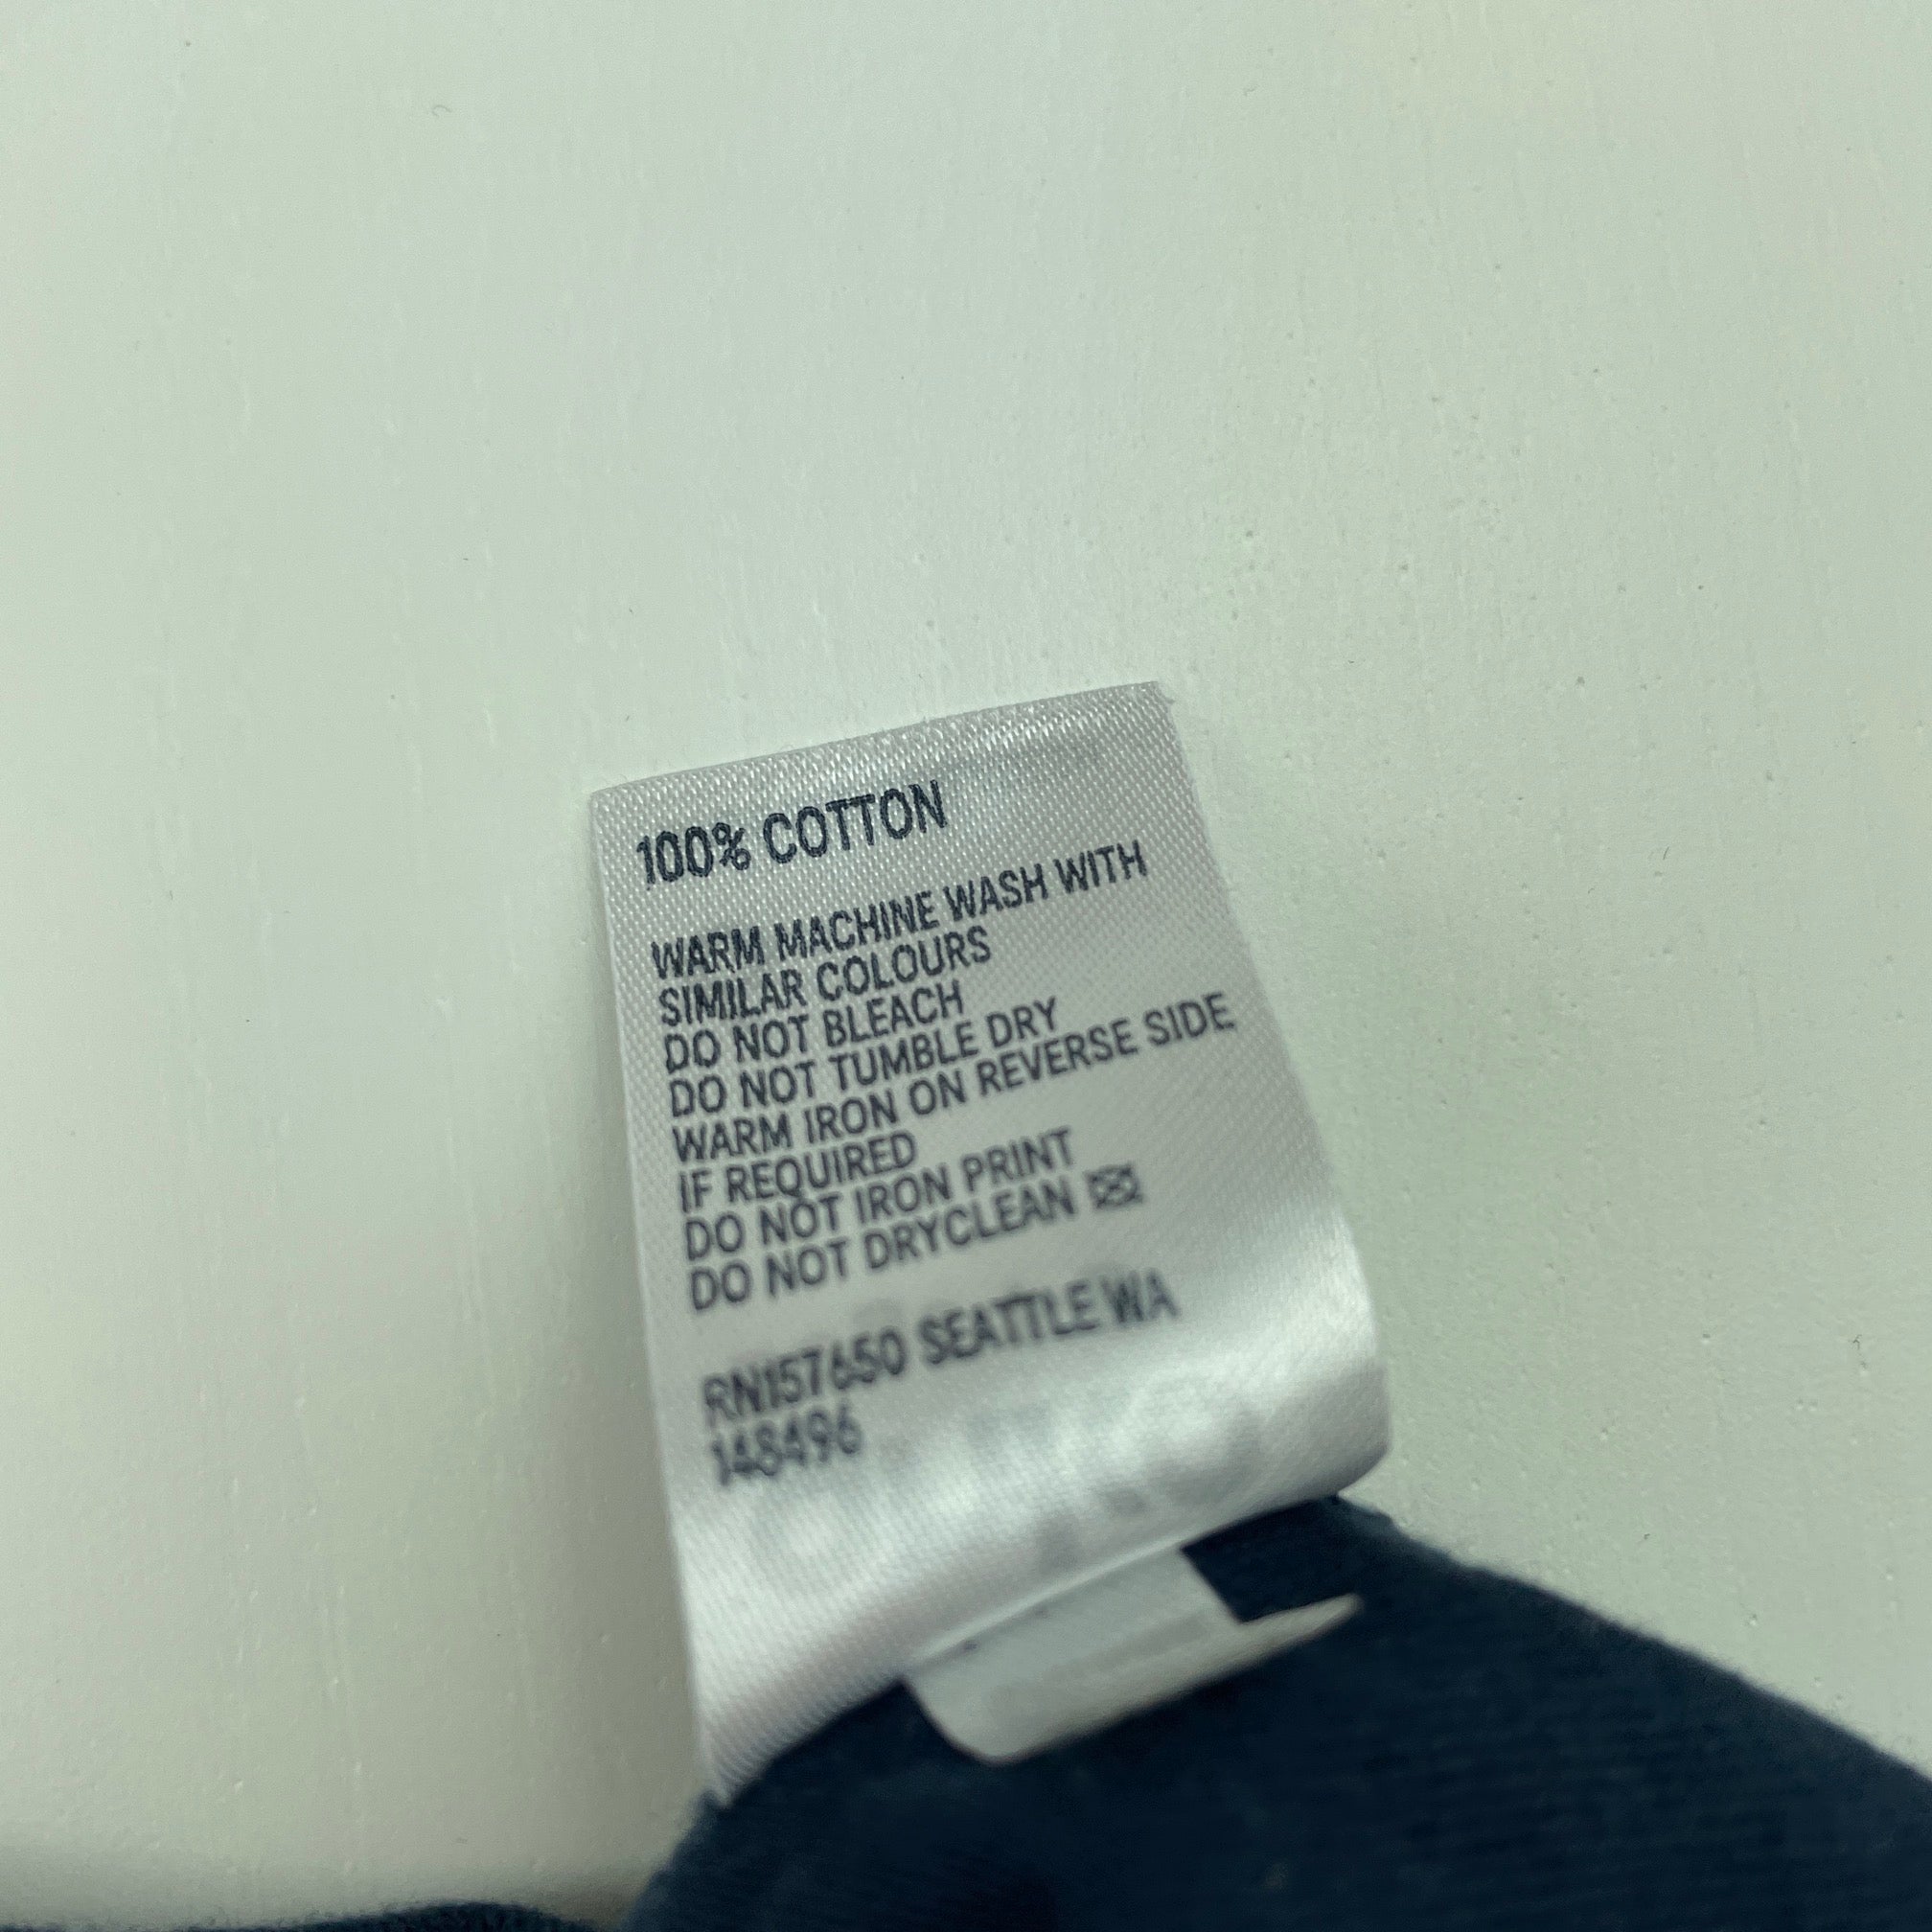 100% COTTON
WARM MACHINE WASH WITH
SIMILAR COLOURS
DO NOT BLEACH
DO NOT TUMBLE DRY
WARM IRON ON REVERSE SIDE
IF REQUIRED
DO NOT IRON PRINT
DO NOT DRYCLEAN
RN157650 SEATTLE WA
148496